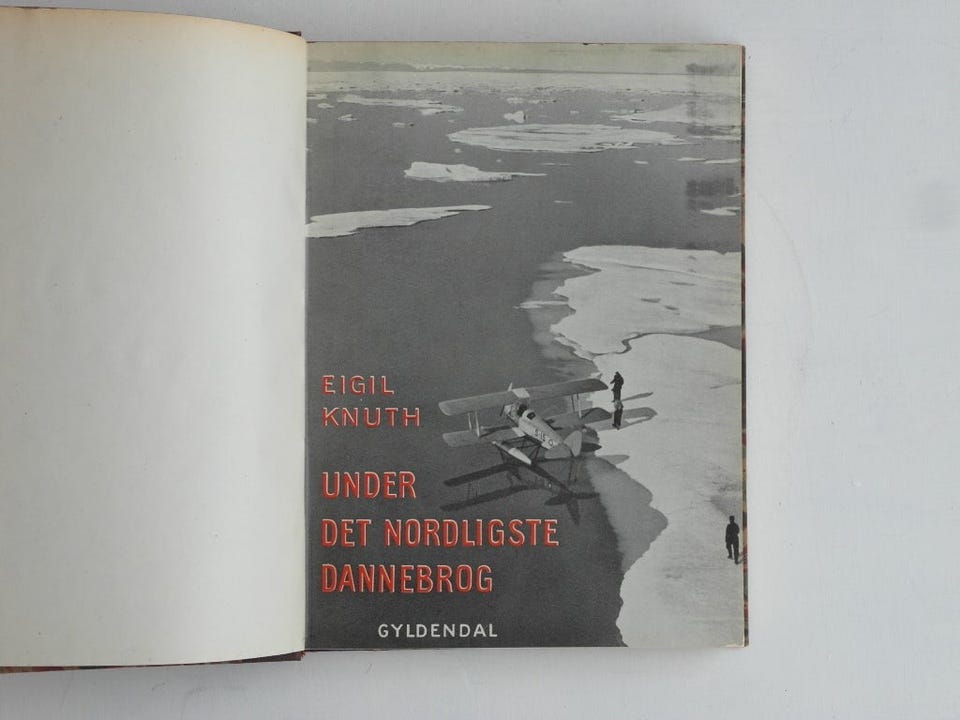 EIGIL
KNUTH
UNDER
DET NORDLIGSTE
DANNEBROG
GYLDENDAL